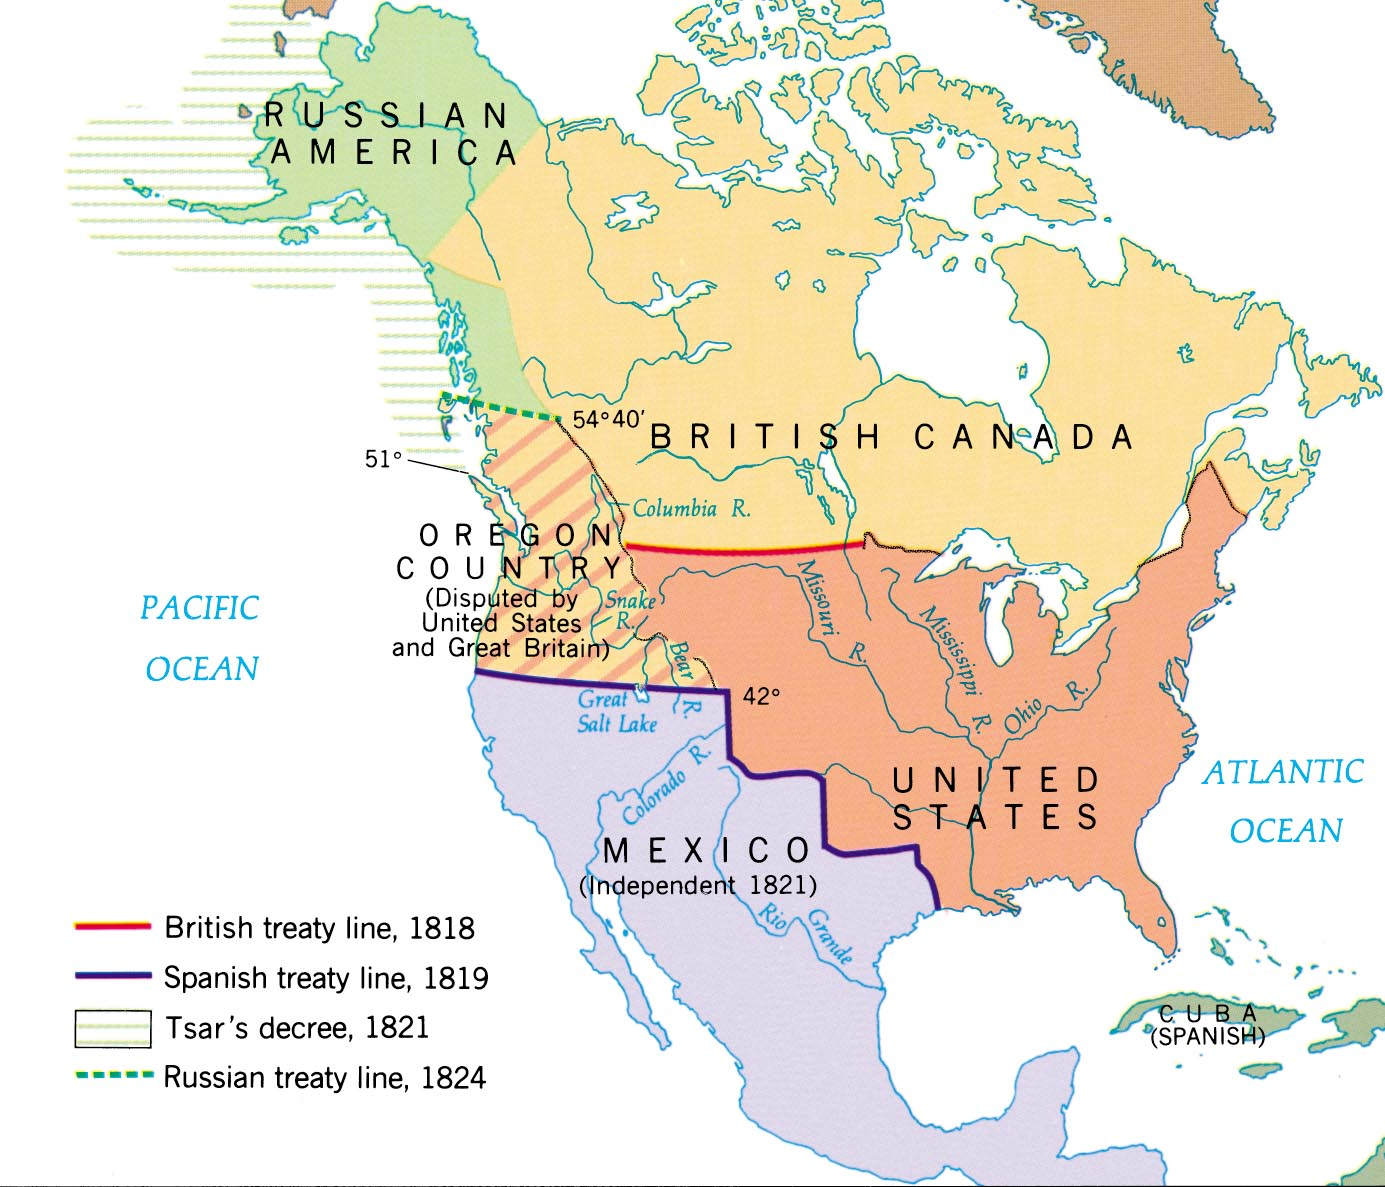 RUSSIAN
AMERICA
54°40′
BRITISH CANADA
51°
Columbia R.
OREGON
COUNTRY
(Disputed by
United States
and Great Britain)
Snake
R.
Missouri R.
Mississippi R.
Bear R.
Ohio R.
PACIFIC
OCEAN
42°
Great
Salt Lake
Colorado R.
UNITED
STATES
ATLANTIC
OCEAN
MEXICO
(Independent 1821)
Rio Grande
CUBA
(SPANISH)
British treaty line, 1818
Spanish treaty line, 1819
Tsar's decree, 1821
Russian treaty line, 1824